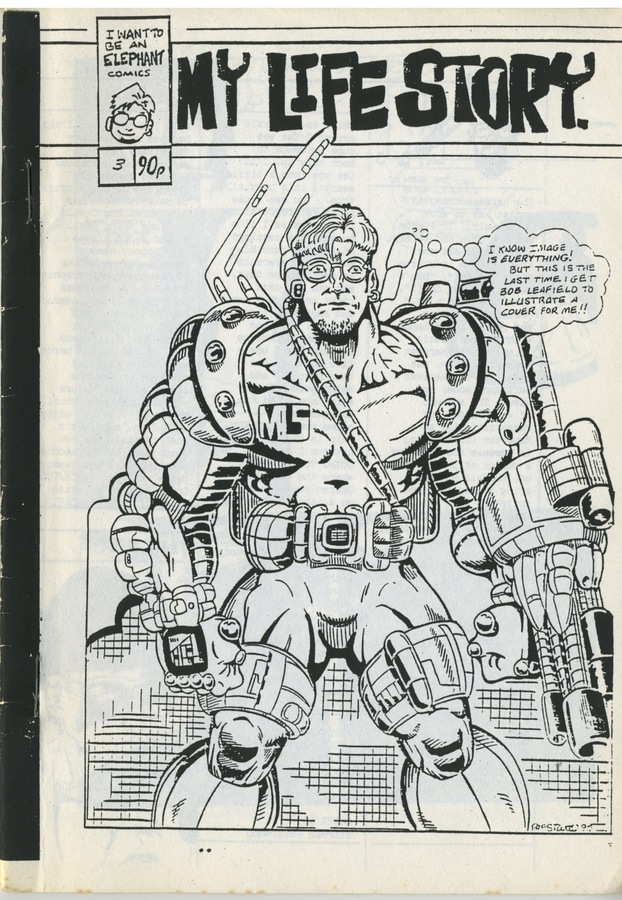 I WANT TO
BE AN
ELEPHANT
COMICS
3
90p
MY LIFE STORY.
I KNOW IMAGE
IS EVERYTHING!
BUT THIS IS THE
LAST TIME I GET
BOB LEAFIELD TO
ILLUSTRATE A
COVER FOR ME!!
MLS